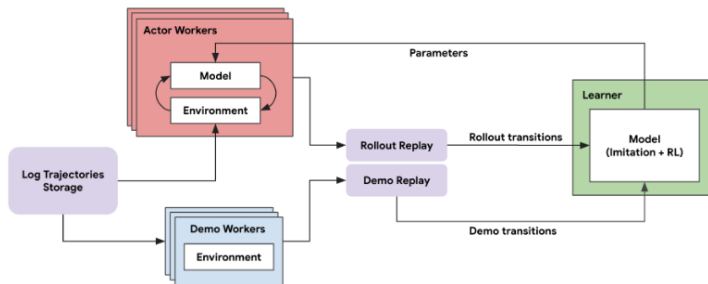 Actor Workers
Model
Environment
Parameters
Learner
Model
(Imitation + RL)
Rollout Replay
Rollout transitions
Log Trajectories
Storage
Demo Replay
Demo transitions
Demo Workers
Environment